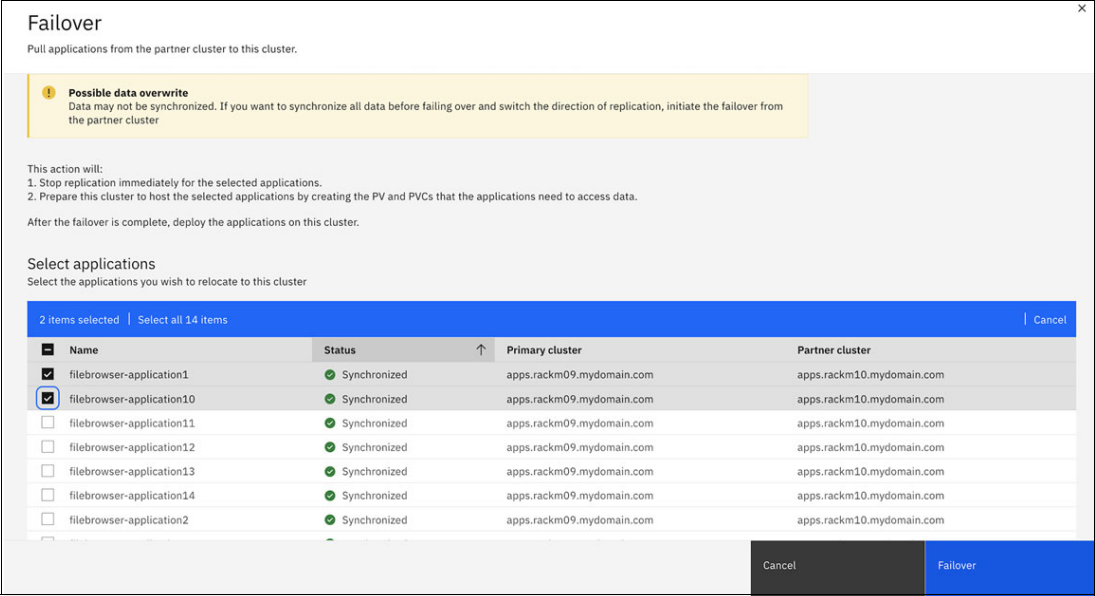 Failover
Pull applications from the partner cluster to this cluster.
Possible data overwrite
Data may not be synchronized. If you want to synchronize all data before failing over and switch the direction of replication, initiate the failover from
the partner cluster
This action will:
1. Stop replication immediately for the selected applications.
2. Prepare this cluster to host the selected applications by creating the PV and PVCs that the applications need to access data.
After the failover is complete, deploy the applications on this cluster.
Select applications
Select the applications you wish to relocate to this cluster
2 items selected | Select all 14 items | Cancel
Name Status Primary cluster Partner cluster
filebrowser-application1 Synchronized apps.rackm09.mydomain.com apps.rackm10.mydomain.com
filebrowser-application10 Synchronized apps.rackm09.mydomain.com apps.rackm10.mydomain.com
filebrowser-application11 Synchronized apps.rackm09.mydomain.com apps.rackm10.mydomain.com
filebrowser-application12 Synchronized apps.rackm09.mydomain.com apps.rackm10.mydomain.com
filebrowser-application13 Synchronized apps.rackm09.mydomain.com apps.rackm10.mydomain.com
filebrowser-application14 Synchronized apps.rackm09.mydomain.com apps.rackm10.mydomain.com
filebrowser-application2 Synchronized apps.rackm09.mydomain.com apps.rackm10.mydomain.com
Cancel Failover